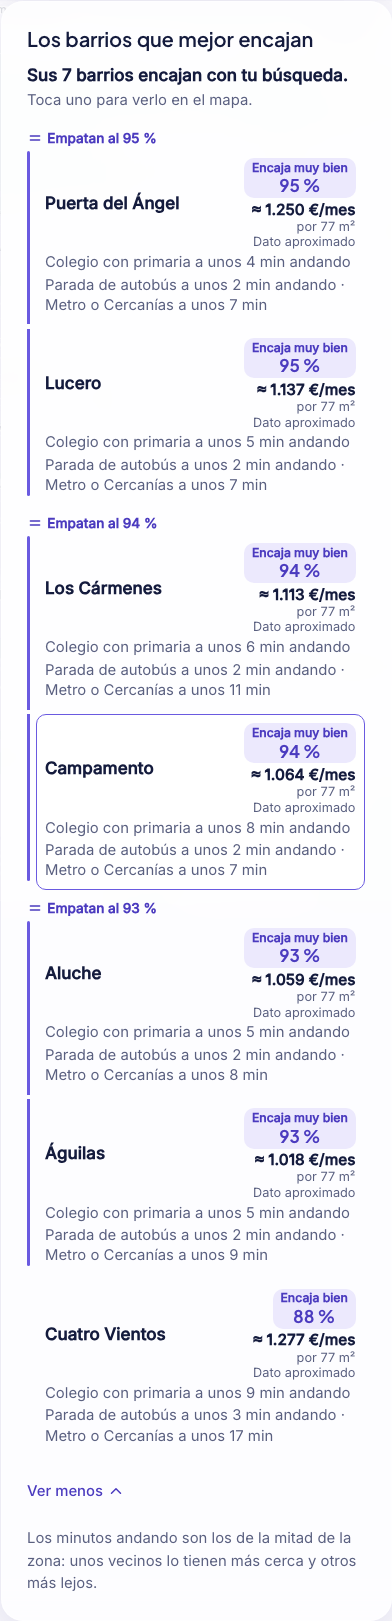 Los barrios que mejor encajan
Sus 7 barrios encajan con tu búsqueda.
Toca uno para verlo en el mapa.
= Empatan al 95 %
Encaja muy bien
95 %
Puerta del Ángel
≈ 1.250 €/mes
por 77 m²
Dato aproximado
Colegio con primaria a unos 4 min andando
Parada de autobús a unos 2 min andando ·
Metro o Cercanías a unos 7 min
Encaja muy bien
95 %
Lucero
≈ 1.137 €/mes
por 77 m²
Dato aproximado
Colegio con primaria a unos 5 min andando
Parada de autobús a unos 2 min andando ·
Metro o Cercanías a unos 7 min
= Empatan al 94 %
Encaja muy bien
94 %
Los Cármenes
≈ 1.113 €/mes
por 77 m²
Dato aproximado
Colegio con primaria a unos 6 min andando
Parada de autobús a unos 2 min andando ·
Metro o Cercanías a unos 11 min
Encaja muy bien
94 %
Campamento
≈ 1.064 €/mes
por 77 m²
Dato aproximado
Colegio con primaria a unos 8 min andando
Parada de autobús a unos 2 min andando ·
Metro o Cercanías a unos 7 min
= Empatan al 93 %
Encaja muy bien
93 %
Aluche
≈ 1.059 €/mes
por 77 m²
Dato aproximado
Colegio con primaria a unos 5 min andando
Parada de autobús a unos 2 min andando ·
Metro o Cercanías a unos 8 min
Encaja muy bien
93 %
Águilas
≈ 1.018 €/mes
por 77 m²
Dato aproximado
Colegio con primaria a unos 5 min andando
Parada de autobús a unos 2 min andando ·
Metro o Cercanías a unos 9 min
Encaja bien
88 %
Cuatro Vientos
≈ 1.277 €/mes
por 77 m²
Dato aproximado
Colegio con primaria a unos 9 min andando
Parada de autobús a unos 3 min andando ·
Metro o Cercanías a unos 17 min
Ver menos
Los minutos andando son los de la mitad de la
zona: unos vecinos lo tienen más cerca y otros
más lejos.